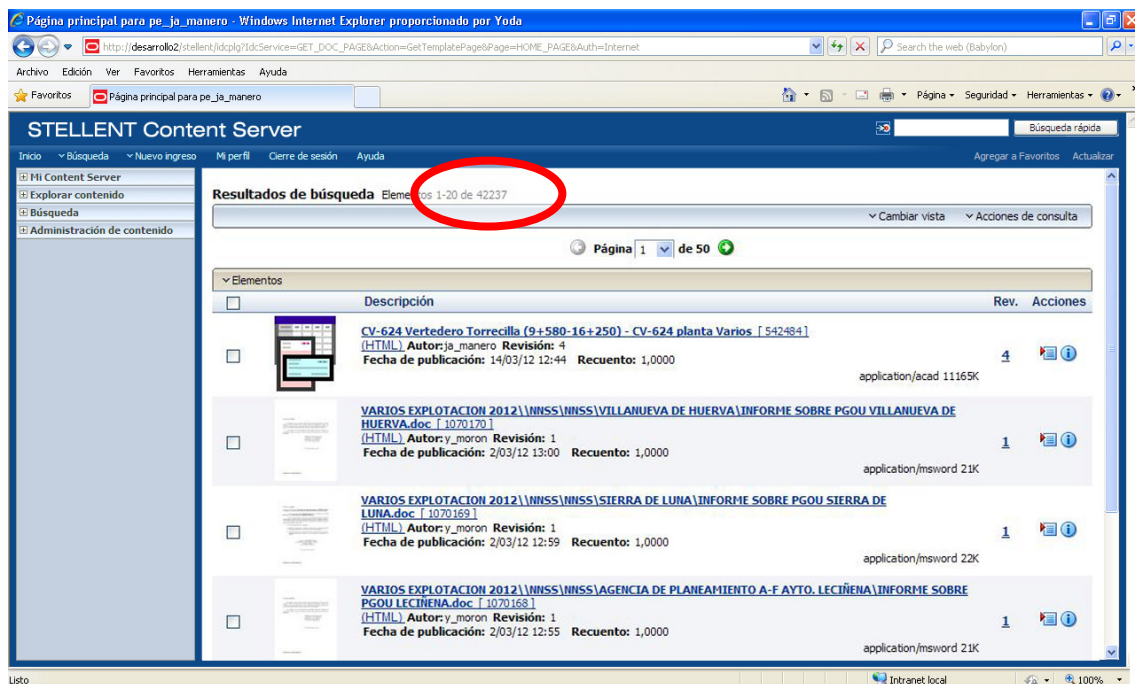 Página principal para pe_ja_manero - Windows Internet Explorer proporcionado por Yoda
http://desarrollo2/stellent/idcplg?IdcService=GET_DOC_PAGE&Action=GetTemplatePage&Page=HOME_PAGE&Auth=Internet
Search the web (Babylon)
Archivo Edición Ver Favoritos Herramientas Ayuda
Favoritos Página principal para pe_ja_manero Página Seguridad Herramientas
STELLENT Content Server Búsqueda rápida
Inicio Búsqueda Nuevo ingreso Mi perfil Cierre de sesión Ayuda Agregar a Favoritos Actualizar
Mi Content Server
Explorar contenido
Búsqueda
Administración de contenido
Resultados de búsqueda Elementos 1-20 de 42237
Cambiar vista Acciones de consulta
Página 1 de 50
Elementos
Descripción Rev. Acciones
CV-624 Vertedero Torrecilla (9+580-16+250) - CV-624 planta Varios [ 542484 ]
(HTML) Autor:ja_manero Revisión: 4
Fecha de publicación: 14/03/12 12:44 Recuento: 1,0000
4
application/acad 11165K
VARIOS EXPLOTACION 2012\\NNSS\NNSS\VILLANUEVA DE HUERVA\INFORME SOBRE PGOU VILLANUEVA DE
HUERVA.doc [ 1070170 ]
(HTML) Autor:y_moron Revisión: 1
Fecha de publicación: 2/03/12 13:00 Recuento: 1,0000
1
application/msword 21K
VARIOS EXPLOTACION 2012\\NNSS\NNSS\SIERRA DE LUNA\INFORME SOBRE PGOU SIERRA DE
LUNA.doc [ 1070169 ]
(HTML) Autor:y_moron Revisión: 1
Fecha de publicación: 2/03/12 12:59 Recuento: 1,0000
1
application/msword 22K
VARIOS EXPLOTACION 2012\\NNSS\NNSS\AGENCIA DE PLANEAMIENTO A-F AYTO. LECIÑENA\INFORME SOBRE
PGOU LECIÑENA.doc [ 1070168 ]
(HTML) Autor:y_moron Revisión: 1
Fecha de publicación: 2/03/12 12:55 Recuento: 1,0000
1
application/msword 21K
Listo Intranet local 100%